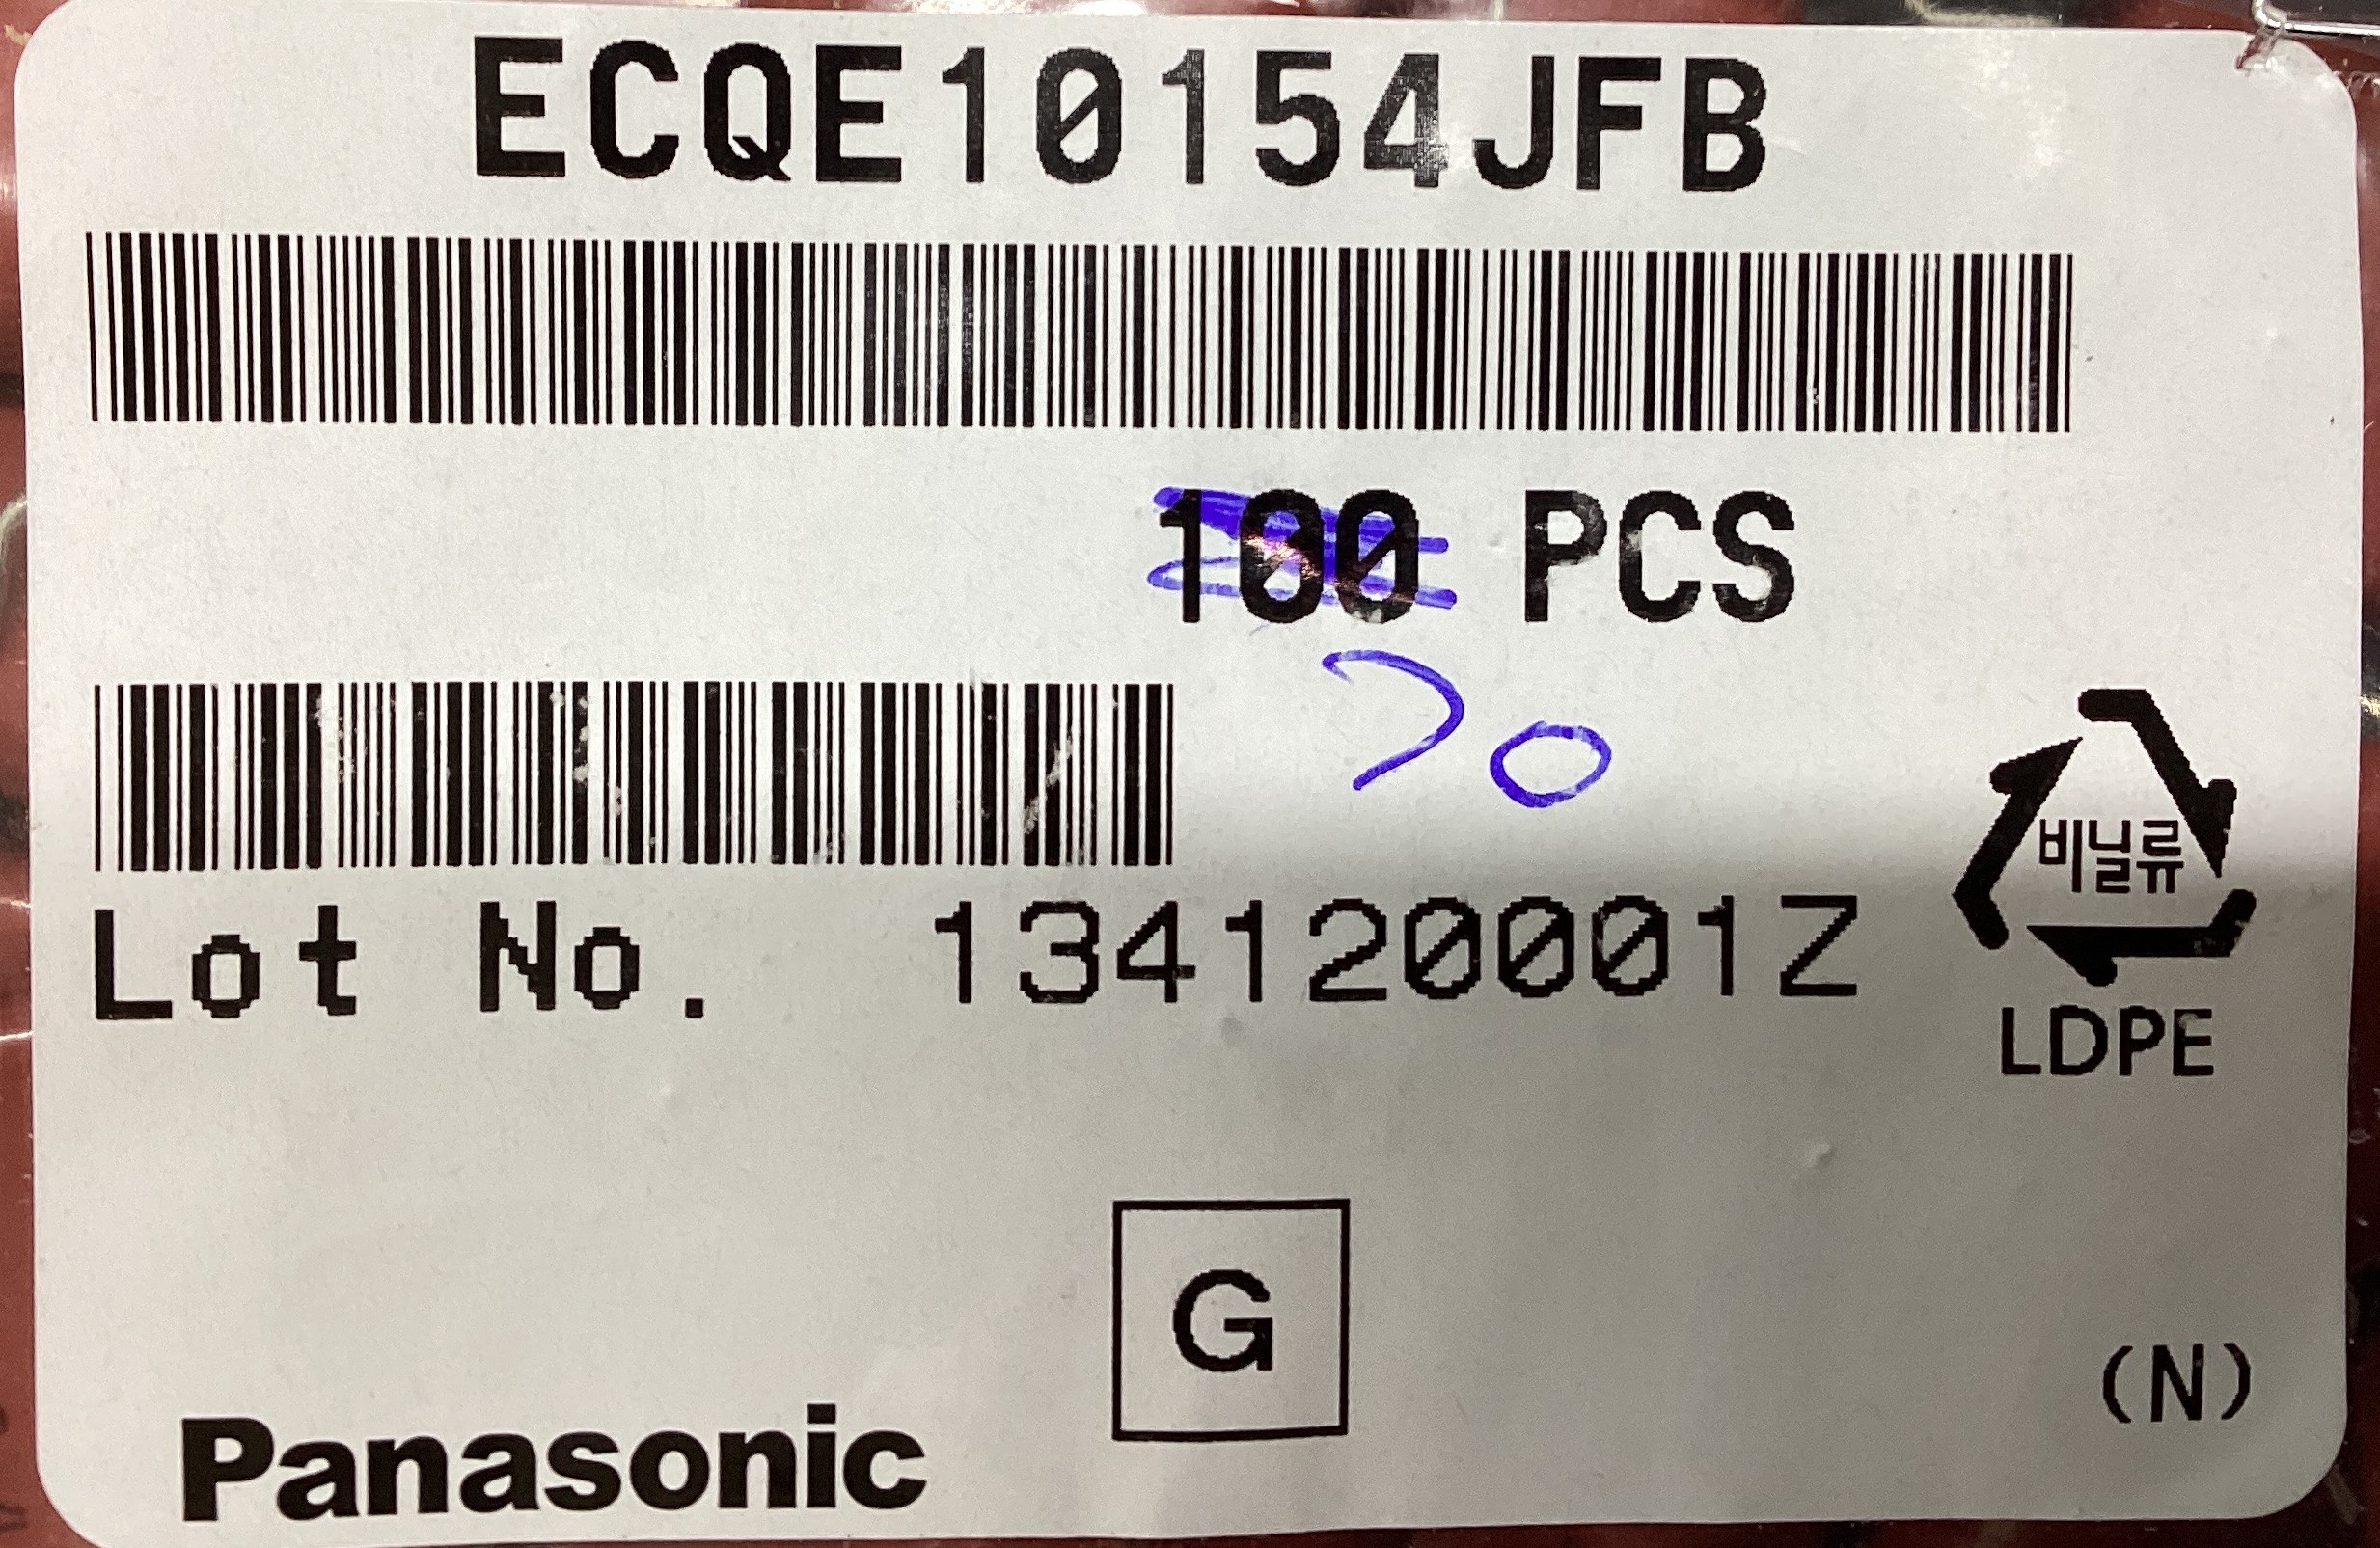 ECQE10154JFB
100 PCS
70
비닐류
Lot No. 134120001Z
LDPE
G
(N)
Panasonic